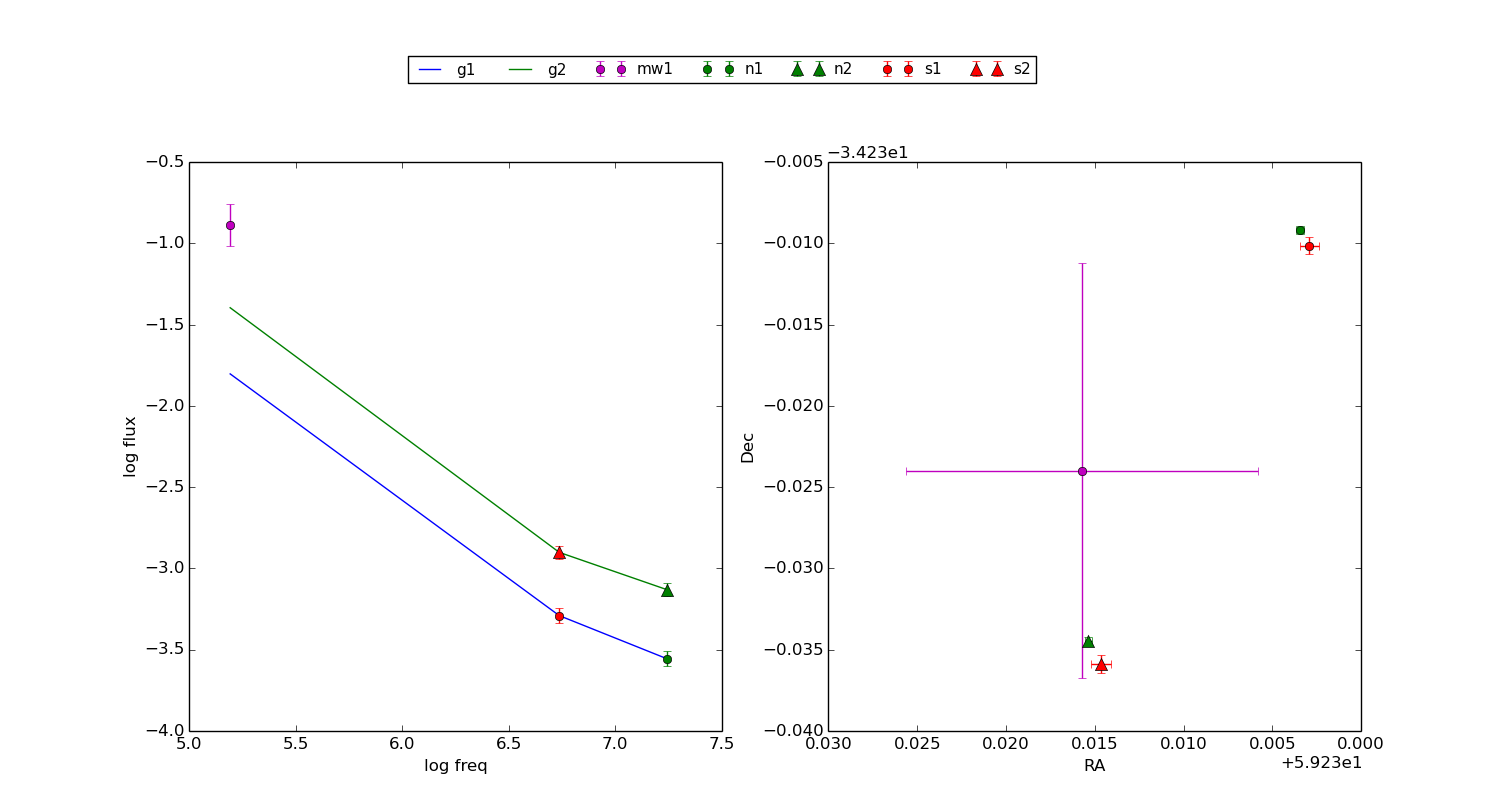 g1 g2 mw1 n1 n2 s1 s2
−0.5
−1.0
−1.5
−2.0
−2.5
−3.0
−3.5
−4.0
log flux
5.0 5.5 6.0 6.5 7.0 7.5
log freq
−3.423e1
−0.005
−0.010
−0.015
−0.020
−0.025
−0.030
−0.035
−0.040
Dec
0.030 0.025 0.020 0.015 0.010 0.005 0.000
RA
+5.923e1